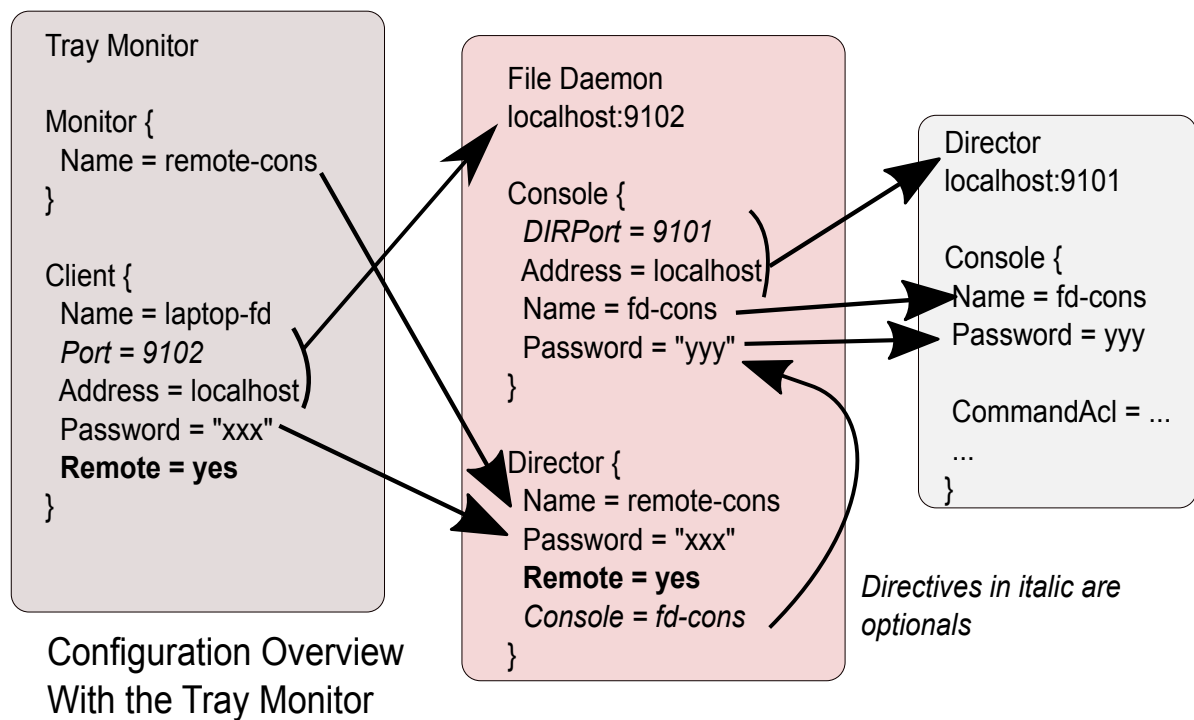 Tray Monitor
Monitor {
Name = remote-cons
}
Client {
Name = laptop-fd
Port = 9102
Address = localhost
Password = "xxx"
Remote = yes
}
File Daemon
localhost:9102
Console {
DIRPort = 9101
Address = localhost
Name = fd-cons
Password = "yyy"
}
Director {
Name = remote-cons
Password = "xxx"
Remote = yes
Console = fd-cons
}
Director
localhost:9101
Console {
Name = fd-cons
Password = yyy
CommandAcl = ...
...
}
Directives in italic are
optionals
Configuration Overview
With the Tray Monitor